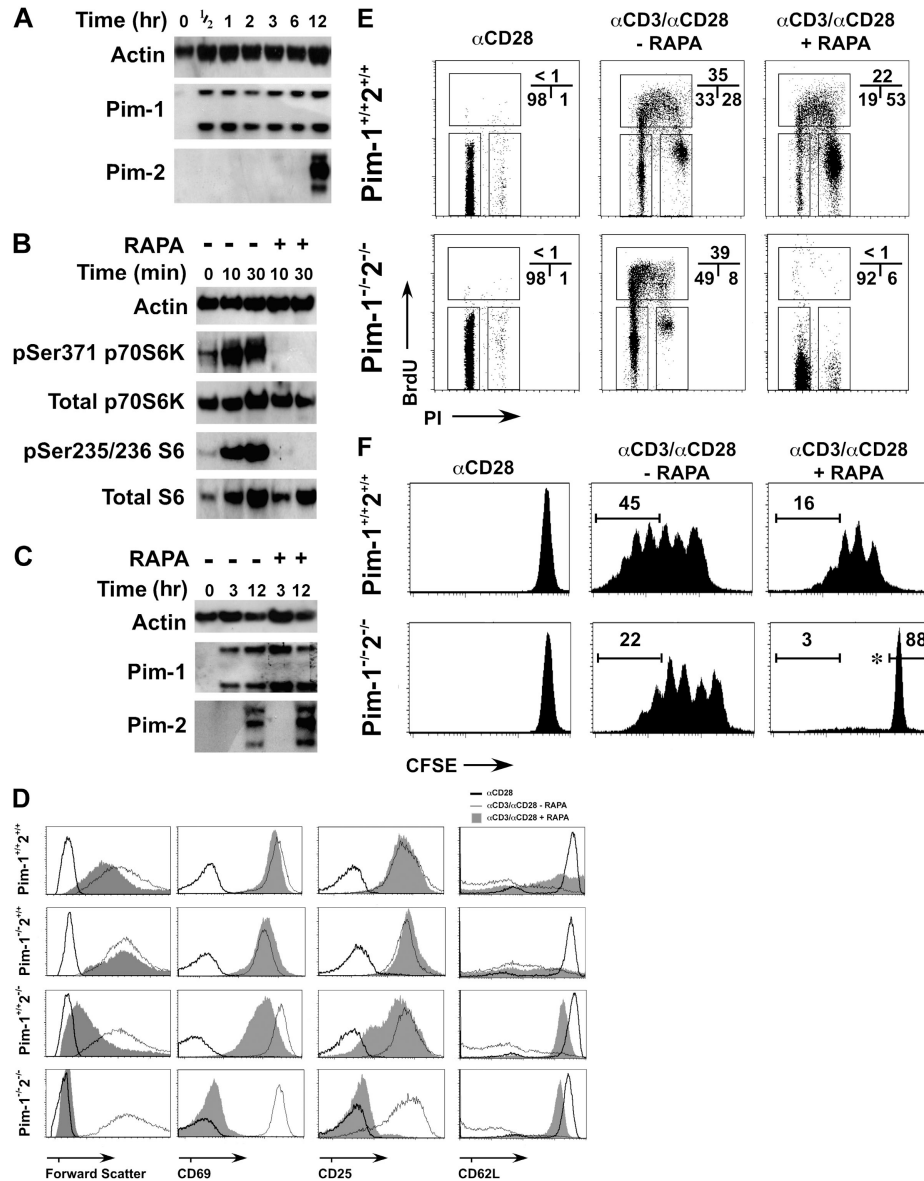 A
Time (hr) 0 ½ 1 2 3 6 12
Actin
Pim-1
Pim-2
B
RAPA - - - + +
Time (min) 0 10 30 10 30
Actin
pSer371 p70S6K
Total p70S6K
pSer235/236 S6
Total S6
C
RAPA - - - + +
Time (hr) 0 3 12 3 12
Actin
Pim-1
Pim-2
D
αCD28
αCD3/αCD28 - RAPA
αCD3/αCD28 + RAPA
Pim-1+/+2+/+
Pim-1-/-2+/+
Pim-1+/+2-/-
Pim-1-/-2-/-
Forward Scatter
CD69
CD25
CD62L
E
αCD28
αCD3/αCD28
- RAPA
αCD3/αCD28
+ RAPA
Pim-1+/+2+/+
< 1
98 1
35
33 28
22
19 53
Pim-1-/-2-/-
< 1
98 1
39
49 8
< 1
92 6
BrdU
PI
F
αCD28
αCD3/αCD28
- RAPA
αCD3/αCD28
+ RAPA
Pim-1+/+2+/+
45
16
Pim-1-/-2-/-
22
3
*
88
CFSE